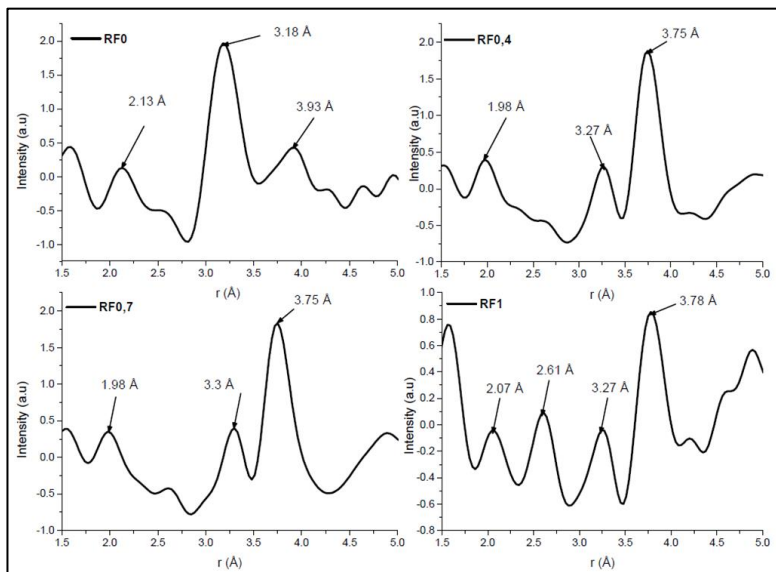 RF0
3.18 Å
2.13 Å
3.93 Å
Intensity (a.u)
2.0
1.5
1.0
0.5
0.0
-0.5
-1.0
1.5 2.0 2.5 3.0 3.5 4.0 4.5 5.0
r (Å)
RF0,4
3.75 Å
1.98 Å
3.27 Å
Intensity (a.u)
2.0
1.5
1.0
0.5
0.0
-0.5
-1.0
1.5 2.0 2.5 3.0 3.5 4.0 4.5 5.0
r (Å)
RF0,7
3.75 Å
1.98 Å
3.3 Å
Intensity (a.u)
2.0
1.5
1.0
0.5
0.0
-0.5
-1.0
1.5 2.0 2.5 3.0 3.5 4.0 4.5 5.0
r (Å)
RF1
3.78 Å
2.07 Å
2.61 Å
3.27 Å
Intensity (a.u)
0.8
0.6
0.4
0.2
0.0
-0.2
-0.4
-0.6
-0.8
1.5 2.0 2.5 3.0 3.5 4.0 4.5 5.0
r (Å)